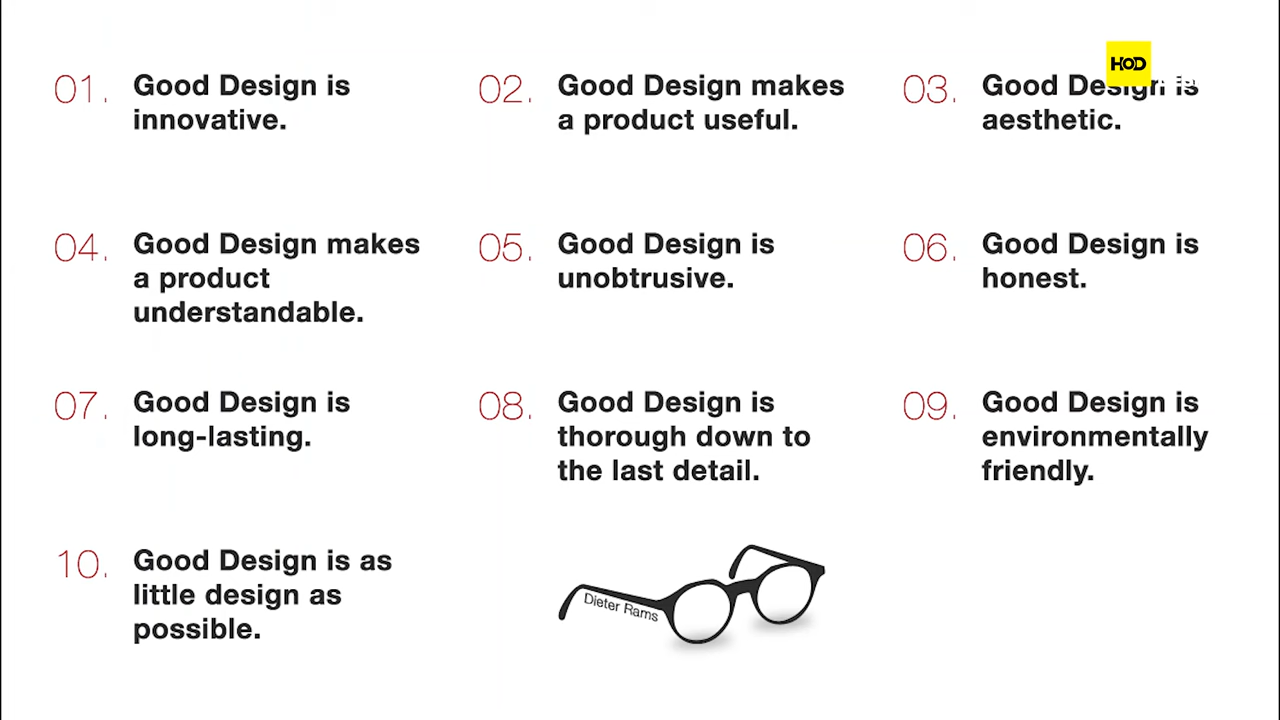 01. Good Design is
innovative.
02. Good Design makes
a product useful.
03. Good Design is
aesthetic.
HOD
04. Good Design makes
a product
understandable.
05. Good Design is
unobtrusive.
06. Good Design is
honest.
07. Good Design is
long-lasting.
08. Good Design is
thorough down to
the last detail.
09. Good Design is
environmentally
friendly.
10. Good Design is as
little design as
possible.
Dieter Rams